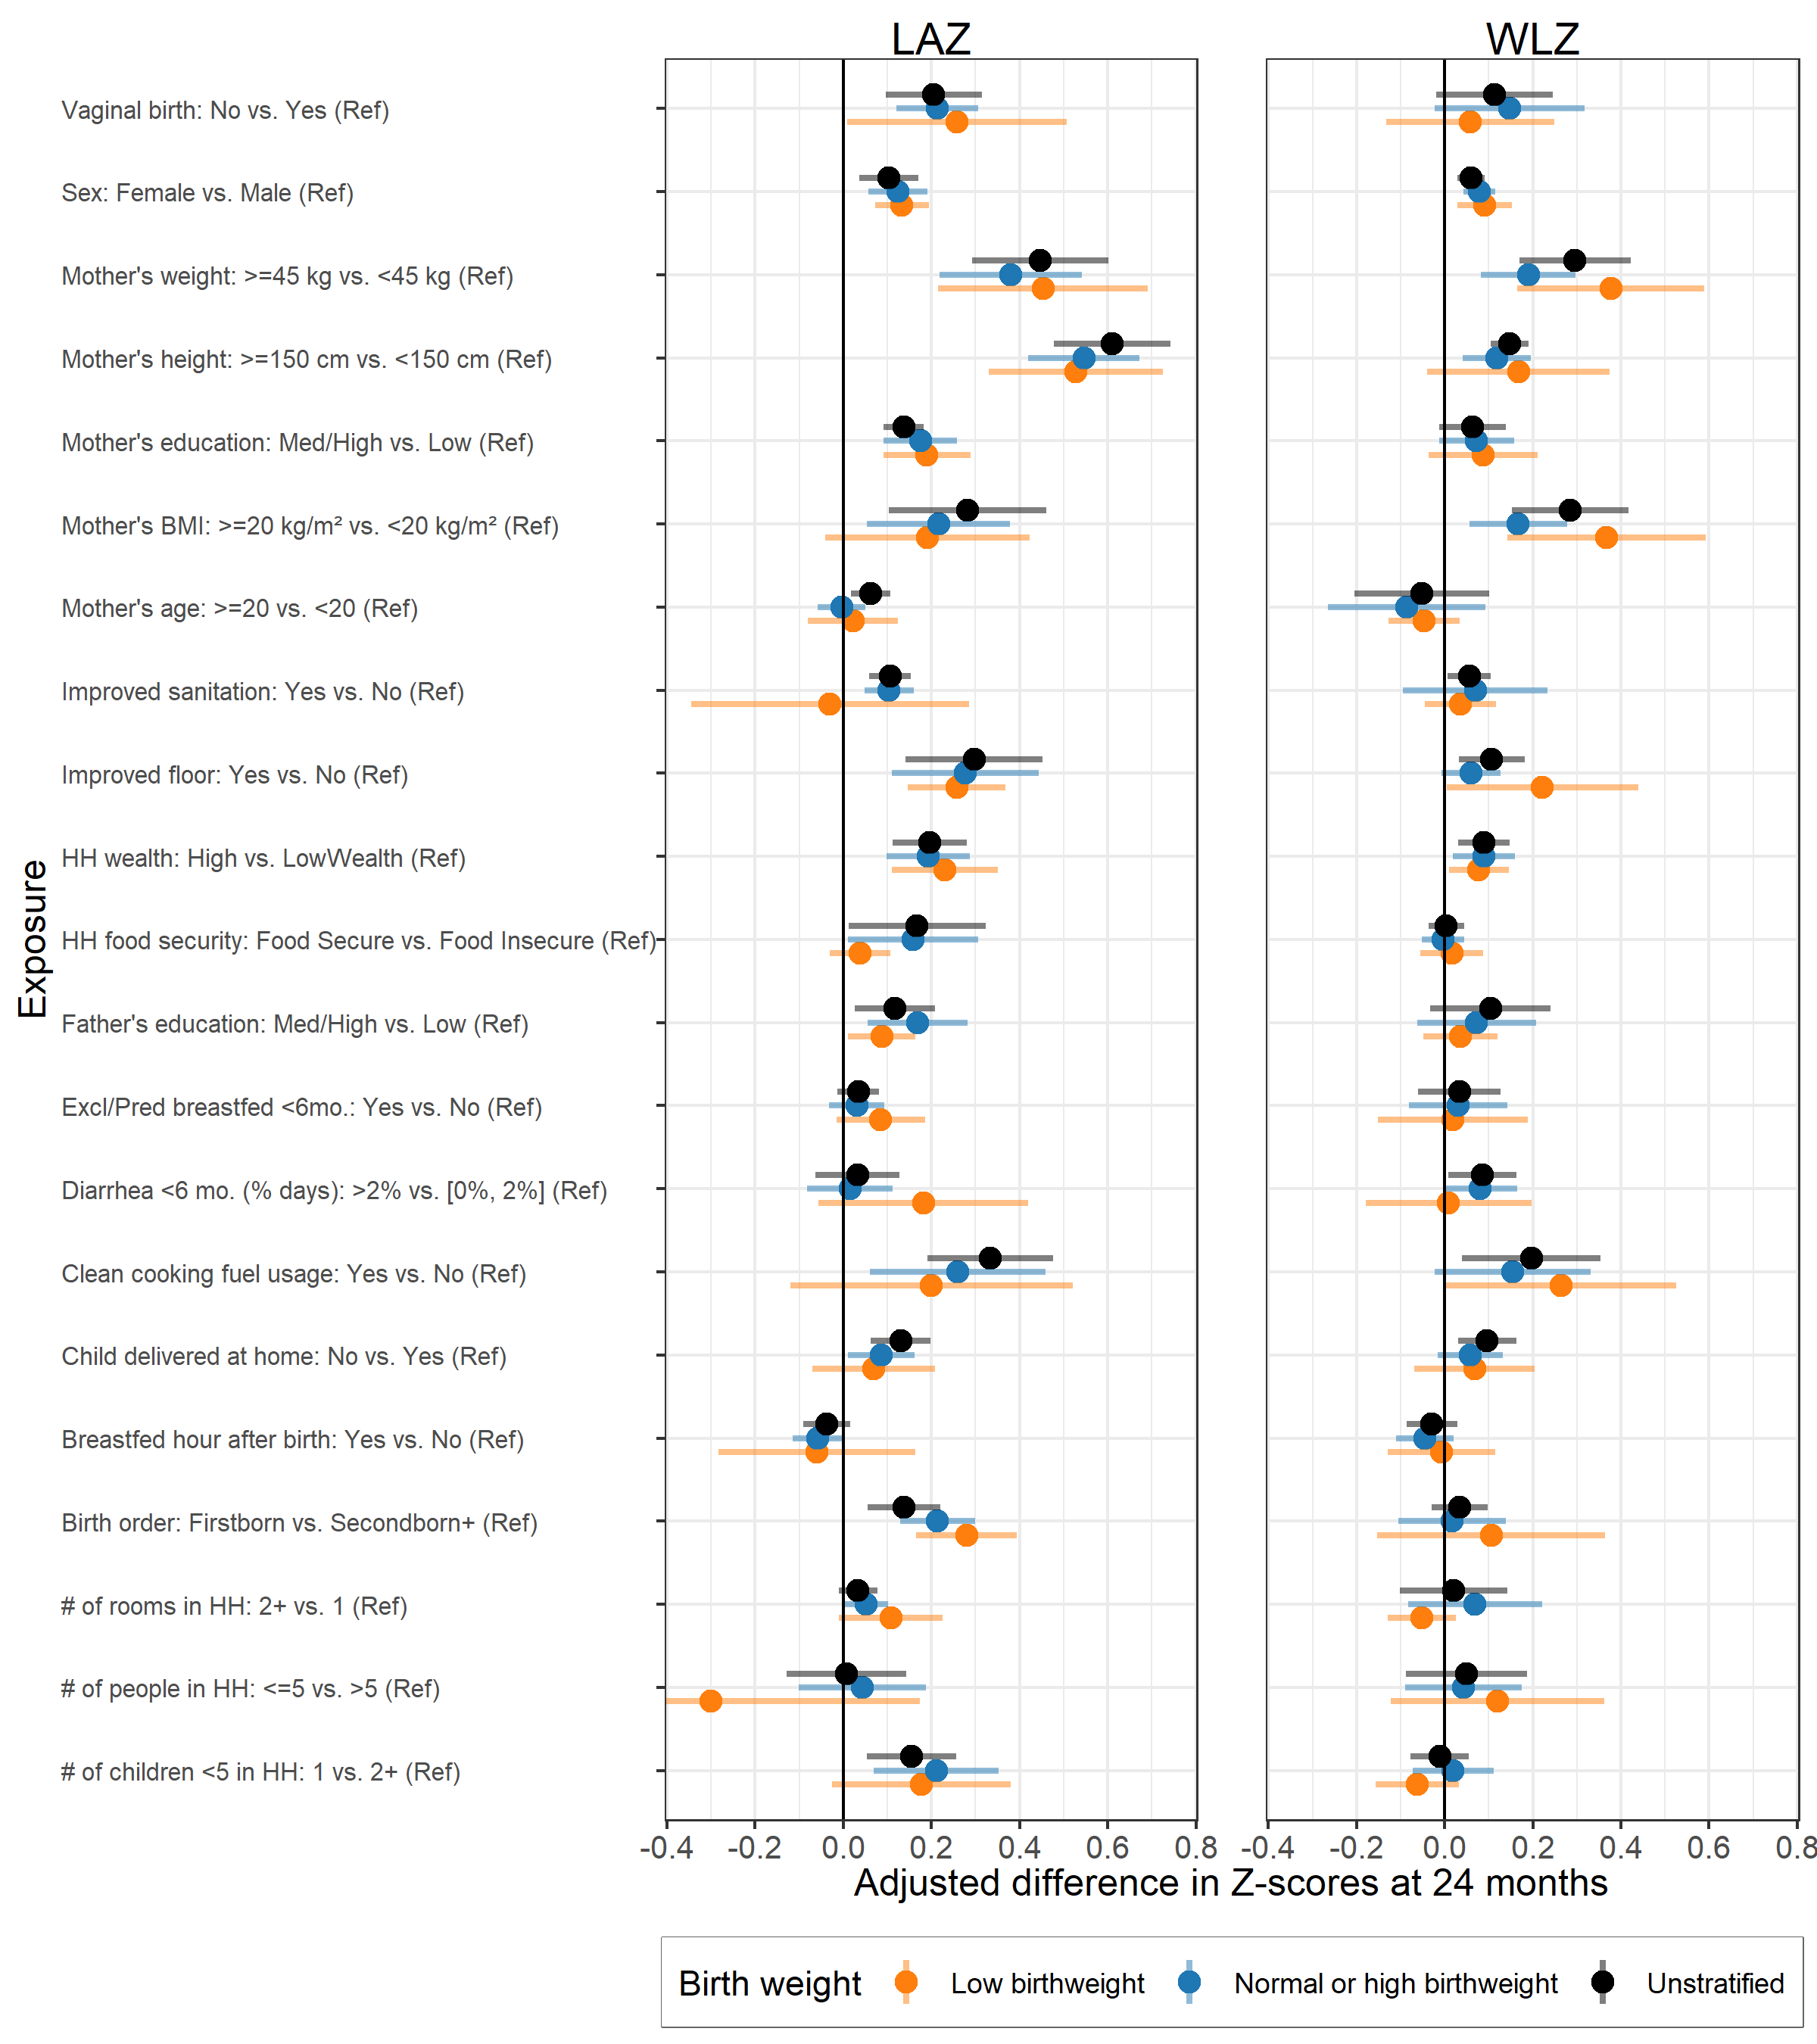 LAZ WLZ
Vaginal birth: No vs. Yes (Ref)
Sex: Female vs. Male (Ref)
Mother's weight: >=45 kg vs. <45 kg (Ref)
Mother's height: >=150 cm vs. <150 cm (Ref)
Mother's education: Med/High vs. Low (Ref)
Mother's BMI: >=20 kg/m² vs. <20 kg/m² (Ref)
Mother's age: >=20 vs. <20 (Ref)
Improved sanitation: Yes vs. No (Ref)
Improved floor: Yes vs. No (Ref)
HH wealth: High vs. LowWealth (Ref)
HH food security: Food Secure vs. Food Insecure (Ref)
Father's education: Med/High vs. Low (Ref)
Excl/Pred breastfed <6mo.: Yes vs. No (Ref)
Diarrhea <6 mo. (% days): >2% vs. [0%, 2%] (Ref)
Clean cooking fuel usage: Yes vs. No (Ref)
Child delivered at home: No vs. Yes (Ref)
Breastfed hour after birth: Yes vs. No (Ref)
Birth order: Firstborn vs. Secondborn+ (Ref)
# of rooms in HH: 2+ vs. 1 (Ref)
# of people in HH: <=5 vs. >5 (Ref)
# of children <5 in HH: 1 vs. 2+ (Ref)
Exposure
-0.4 -0.2 0.0 0.2 0.4 0.6 0.8 -0.4 -0.2 0.0 0.2 0.4 0.6 0.8
Adjusted difference in Z-scores at 24 months
Birth weight Low birthweight Normal or high birthweight Unstratified